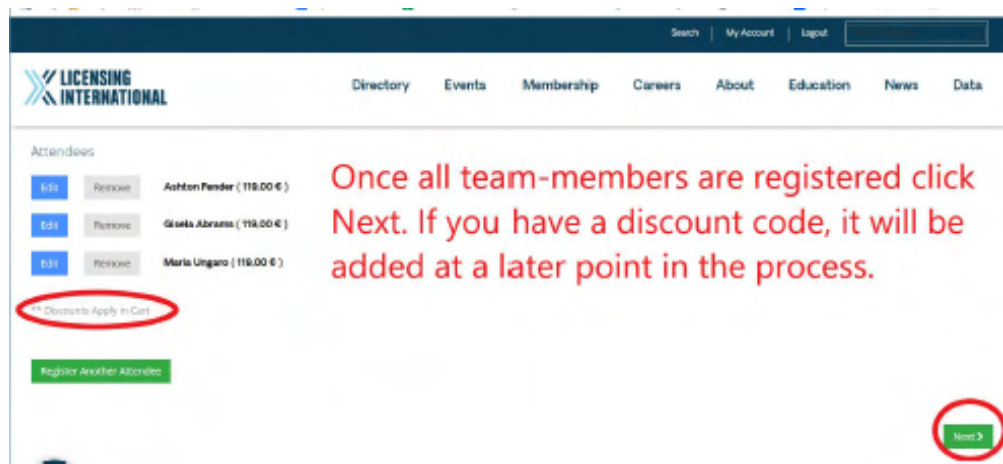 Search | My Account | Logout
LICENSING
INTERNATIONAL
Directory Events Membership Careers About Education News Data
Attendees
Edit Remove Ashton Fender ( 119.00 € )
Edit Remove Gisela Abrams ( 119.00 € )
Edit Remove Maria Ungaro ( 119.00 € )
Once all team-members are registered click
Next. If you have a discount code, it will be
added at a later point in the process.
** Discounts Apply in Cart
Register Another Attendee
Next